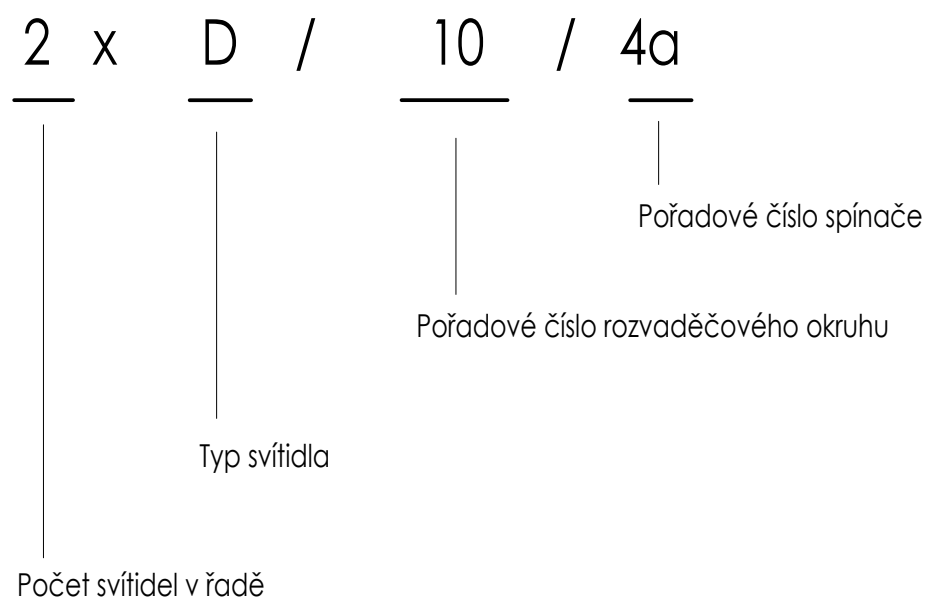 2 x D / 10 / 4a
Pořadové číslo spínače
Pořadové číslo rozvaděčového okruhu
Typ svítidla
Počet svítidel v řadě